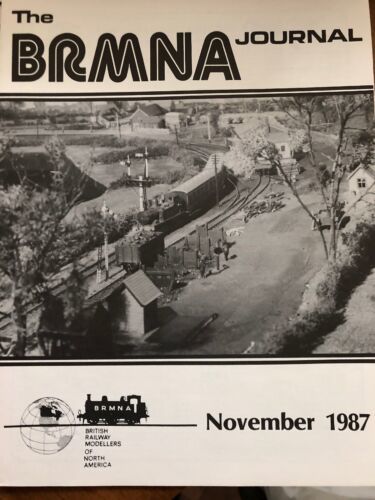 The
BRMNA
JOURNAL
BRMNA
BRITISH
RAILWAY
MODELLERS
OF
NORTH
AMERICA
November 1987